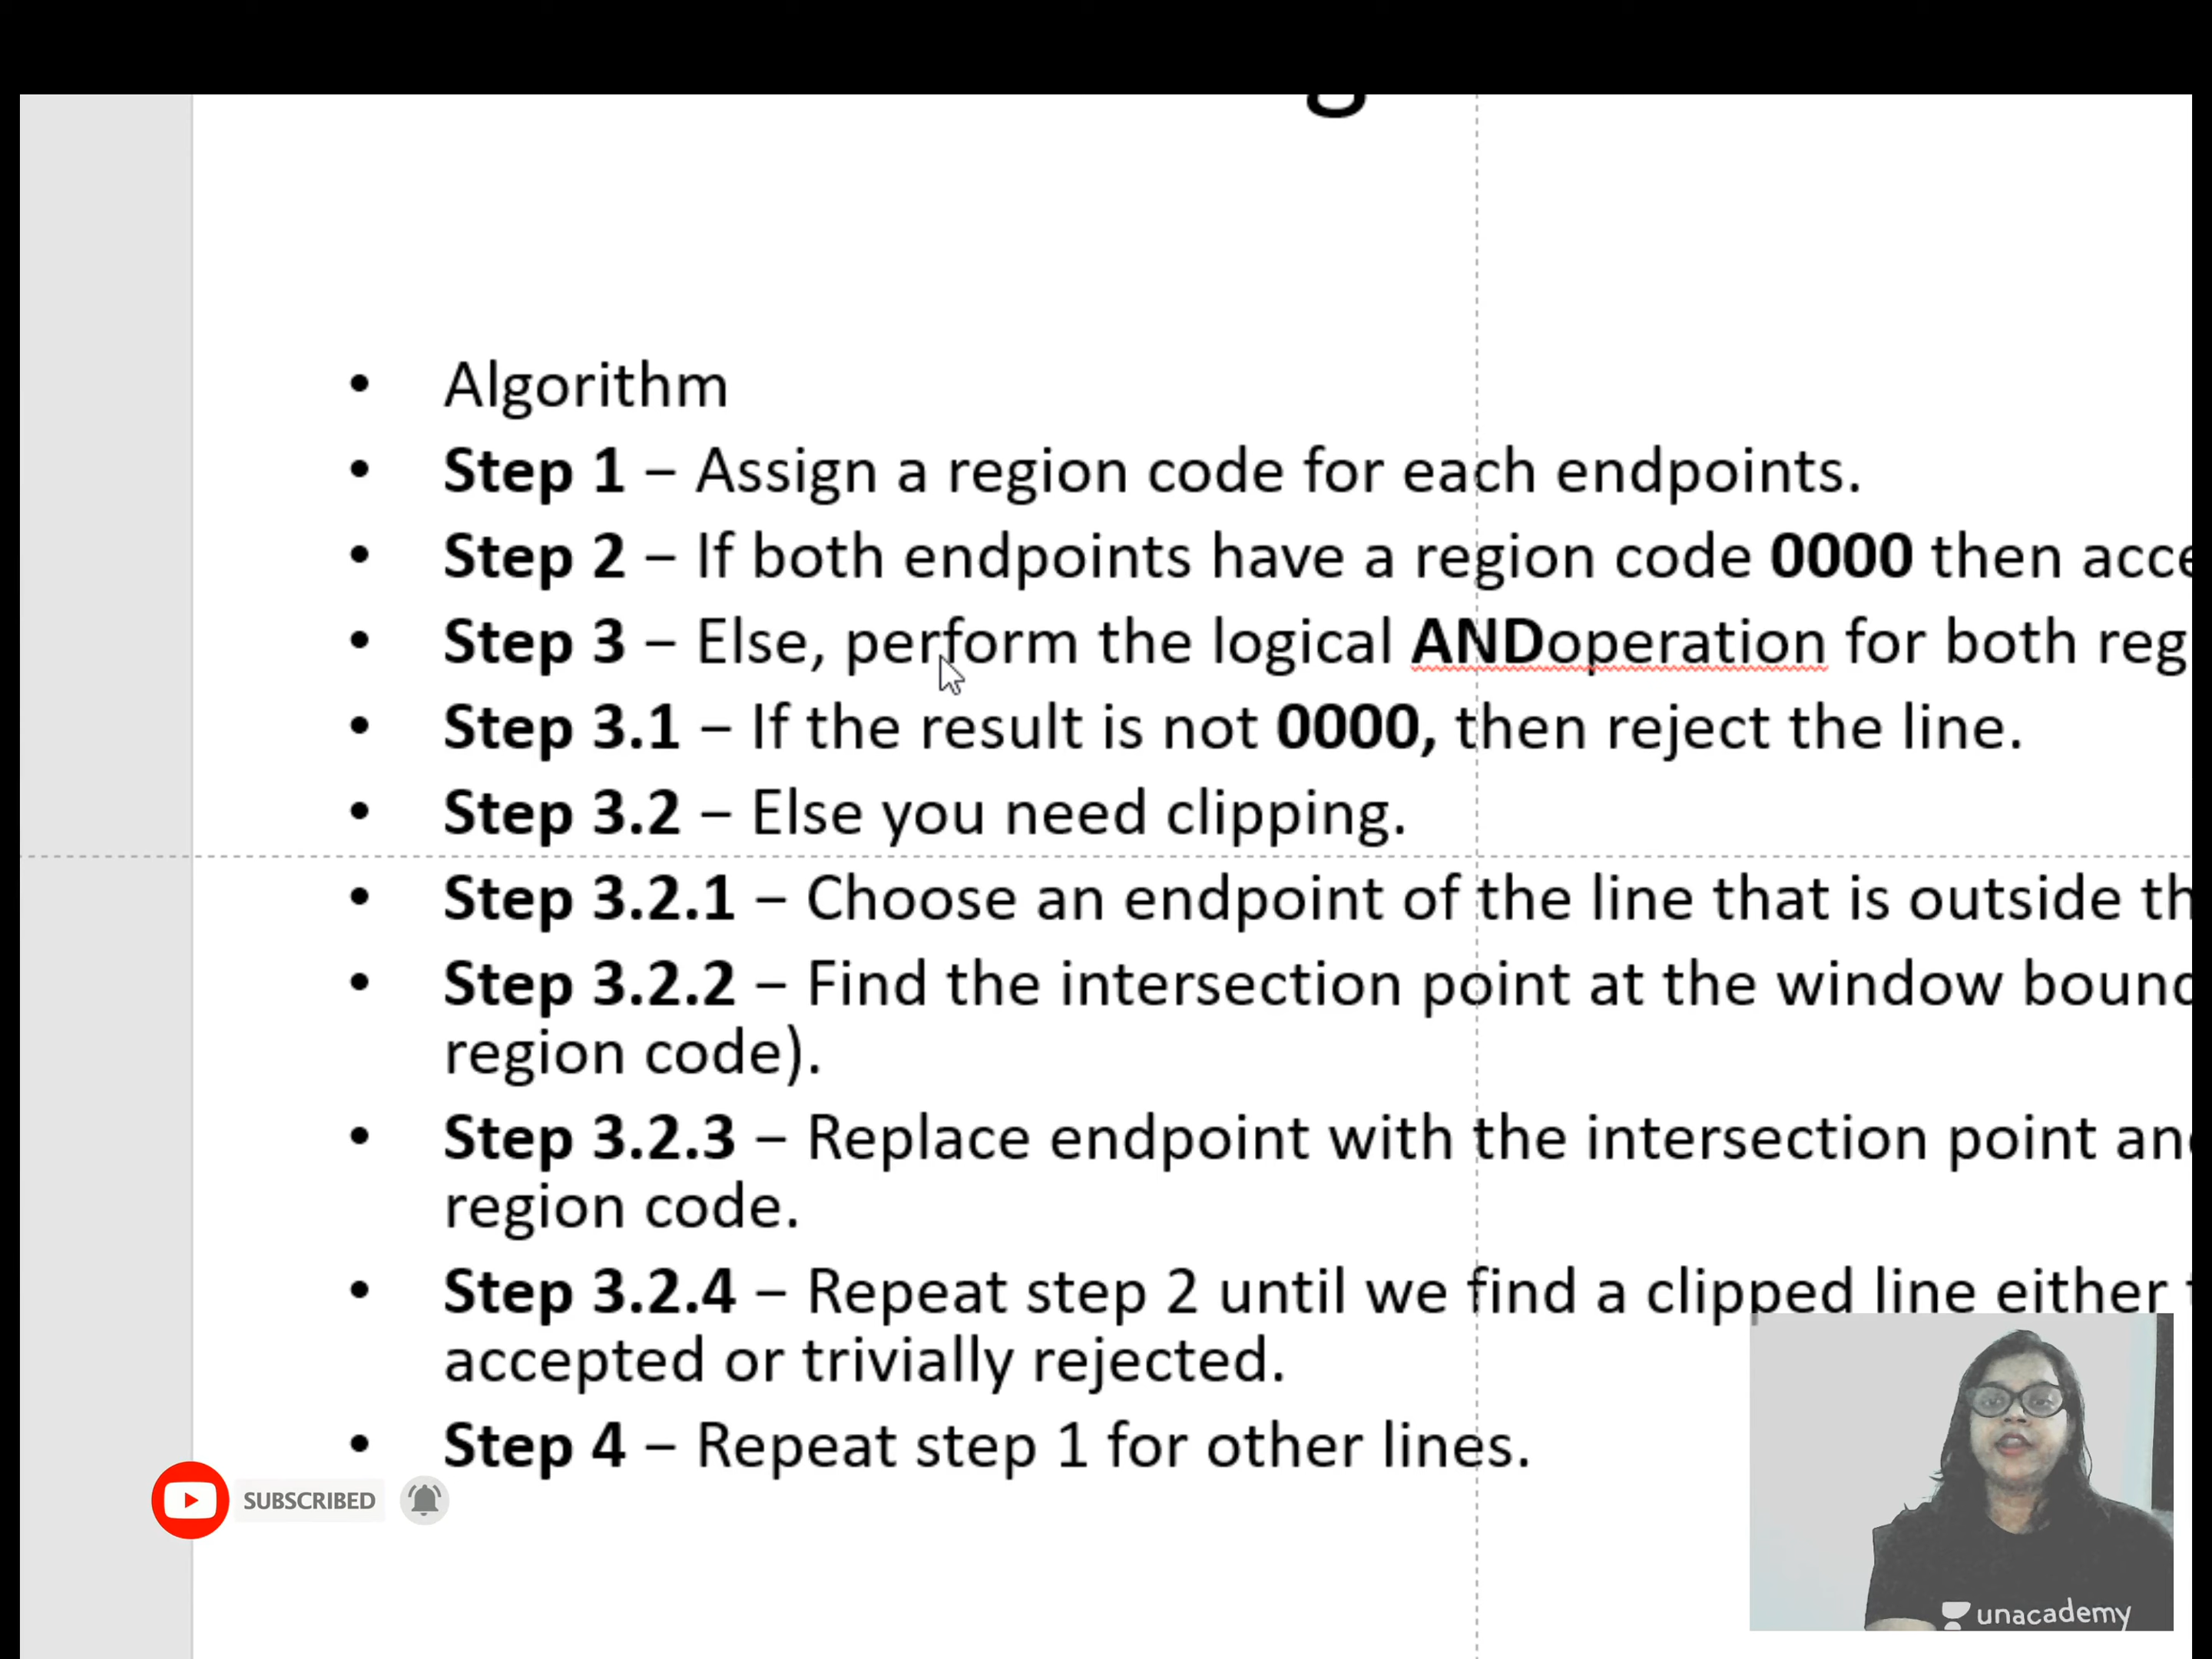 • Algorithm
• Step 1 – Assign a region code for each endpoints.
• Step 2 – If both endpoints have a region code 0000 then acce
• Step 3 – Else, perform the logical ANDoperation for both reg
• Step 3.1 – If the result is not 0000, then reject the line.
• Step 3.2 – Else you need clipping.
• Step 3.2.1 – Choose an endpoint of the line that is outside th
• Step 3.2.2 – Find the intersection point at the window bound
region code).
• Step 3.2.3 – Replace endpoint with the intersection point an
region code.
• Step 3.2.4 – Repeat step 2 until we find a clipped line either t
accepted or trivially rejected.
• Step 4 – Repeat step 1 for other lines.
SUBSCRIBED
unacademy